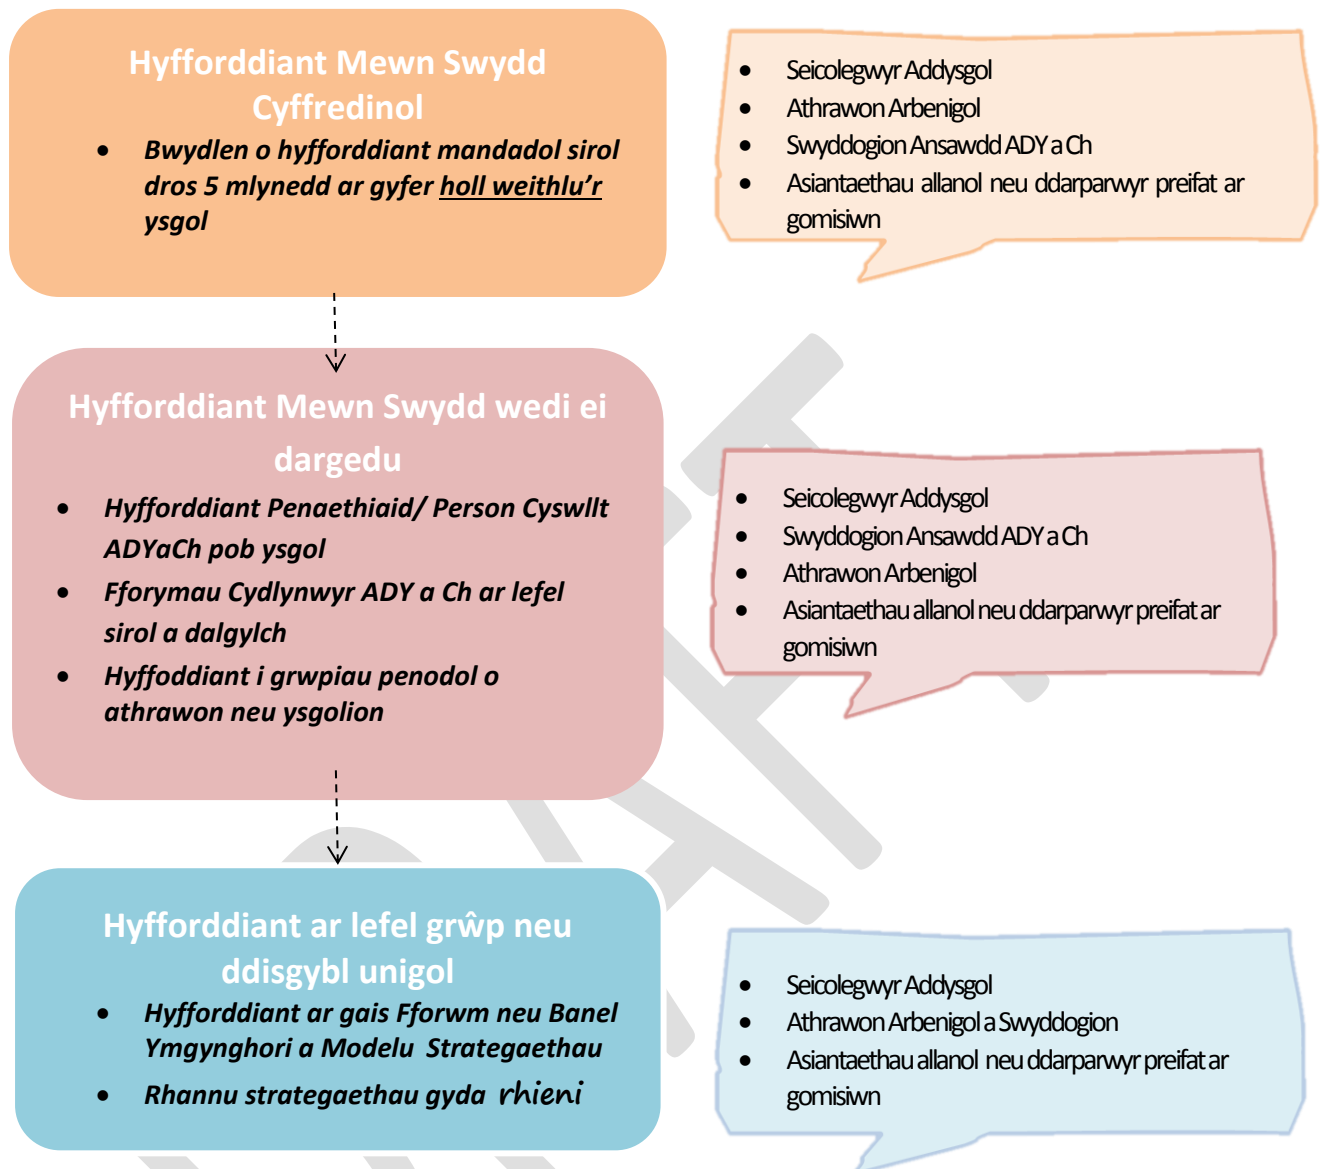 Hyfforddiant Mewn Swydd
Cyffredinol
• Bwydlen o hyfforddiant mandadol sirol
dros 5 mlynedd ar gyfer holl weithlu'r
ysgol
• Seicolegwyr Addysgol
• Athrawon Arbenigol
• Swyddogion Ansawdd ADY a Ch
• Asiantaethau allanol neu ddarparwyr preifat ar
gomisiwn
Hyfforddiant Mewn Swydd wedi ei
dargedu
• Hyfforddiant Penaethiaid/ Person Cyswllt
ADYaCh pob ysgol
• Fforymau Cydlynwyr ADY a Ch ar lefel
sirol a dalgylch
• Hyffoddiant i grwpiau penodol o
athrawon neu ysgolion
• Seicolegwyr Addysgol
• Swyddogion Ansawdd ADY a Ch
• Athrawon Arbenigol
• Asiantaethau allanol neu ddarparwyr preifat ar
gomisiwn
Hyfforddiant ar lefel grŵp neu
ddisgybl unigol
• Hyfforddiant ar gais Fforwm neu Banel
Ymgynghori a Modelu Strategaethau
• Rhannu strategaethau gyda rhieni
• Seicolegwyr Addysgol
• Athrawon Arbenigol a Swyddogion
• Asiantaethau allanol neu ddarparwyr preifat ar
gomisiwn